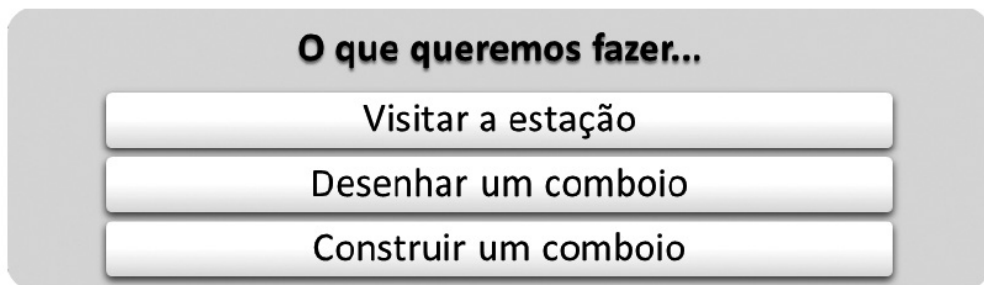 O que queremos fazer...
Visitar a estação
Desenhar um comboio
Construir um comboio